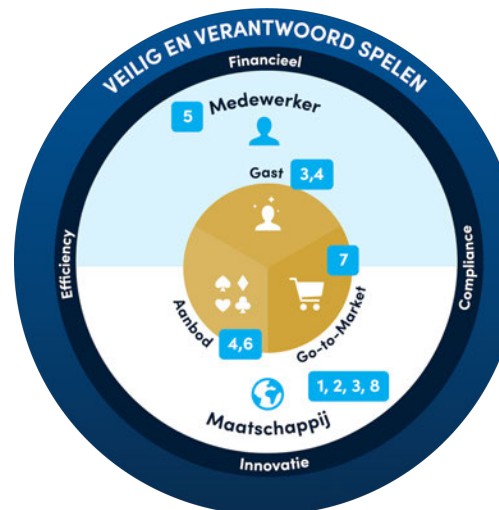 VEILIG EN VERANTWOORD SPELEN
Financieel
Medewerker
5
Gast
3,4
Efficiency
Compliance
7
Aanbod
Go-to-Market
4,6
1, 2, 3, 8
Maatschappij
Innovatie